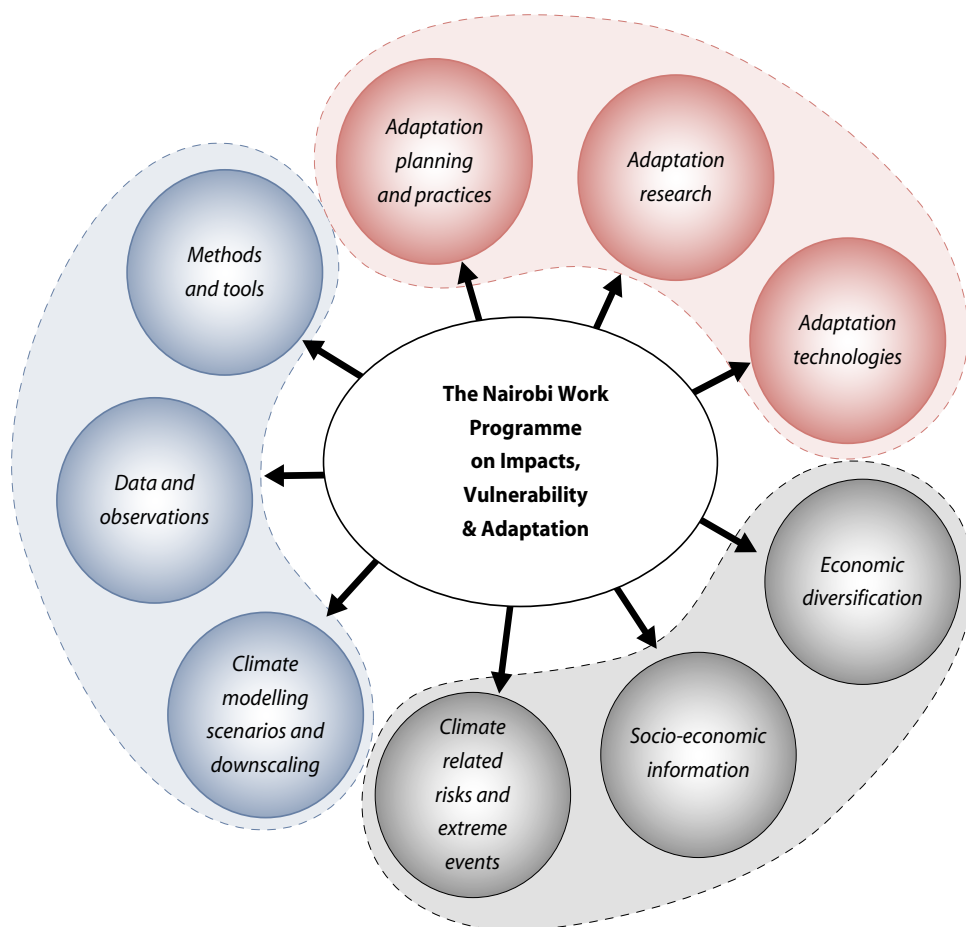 Adaptation
planning
and practices
Adaptation
research
Adaptation
technologies
Methods
and tools
Data and
observations
Climate
modelling
scenarios and
downscaling
The Nairobi Work
Programme
on Impacts,
Vulnerability
& Adaptation
Economic
diversification
Socio-economic
information
Climate
related
risks and
extreme
events